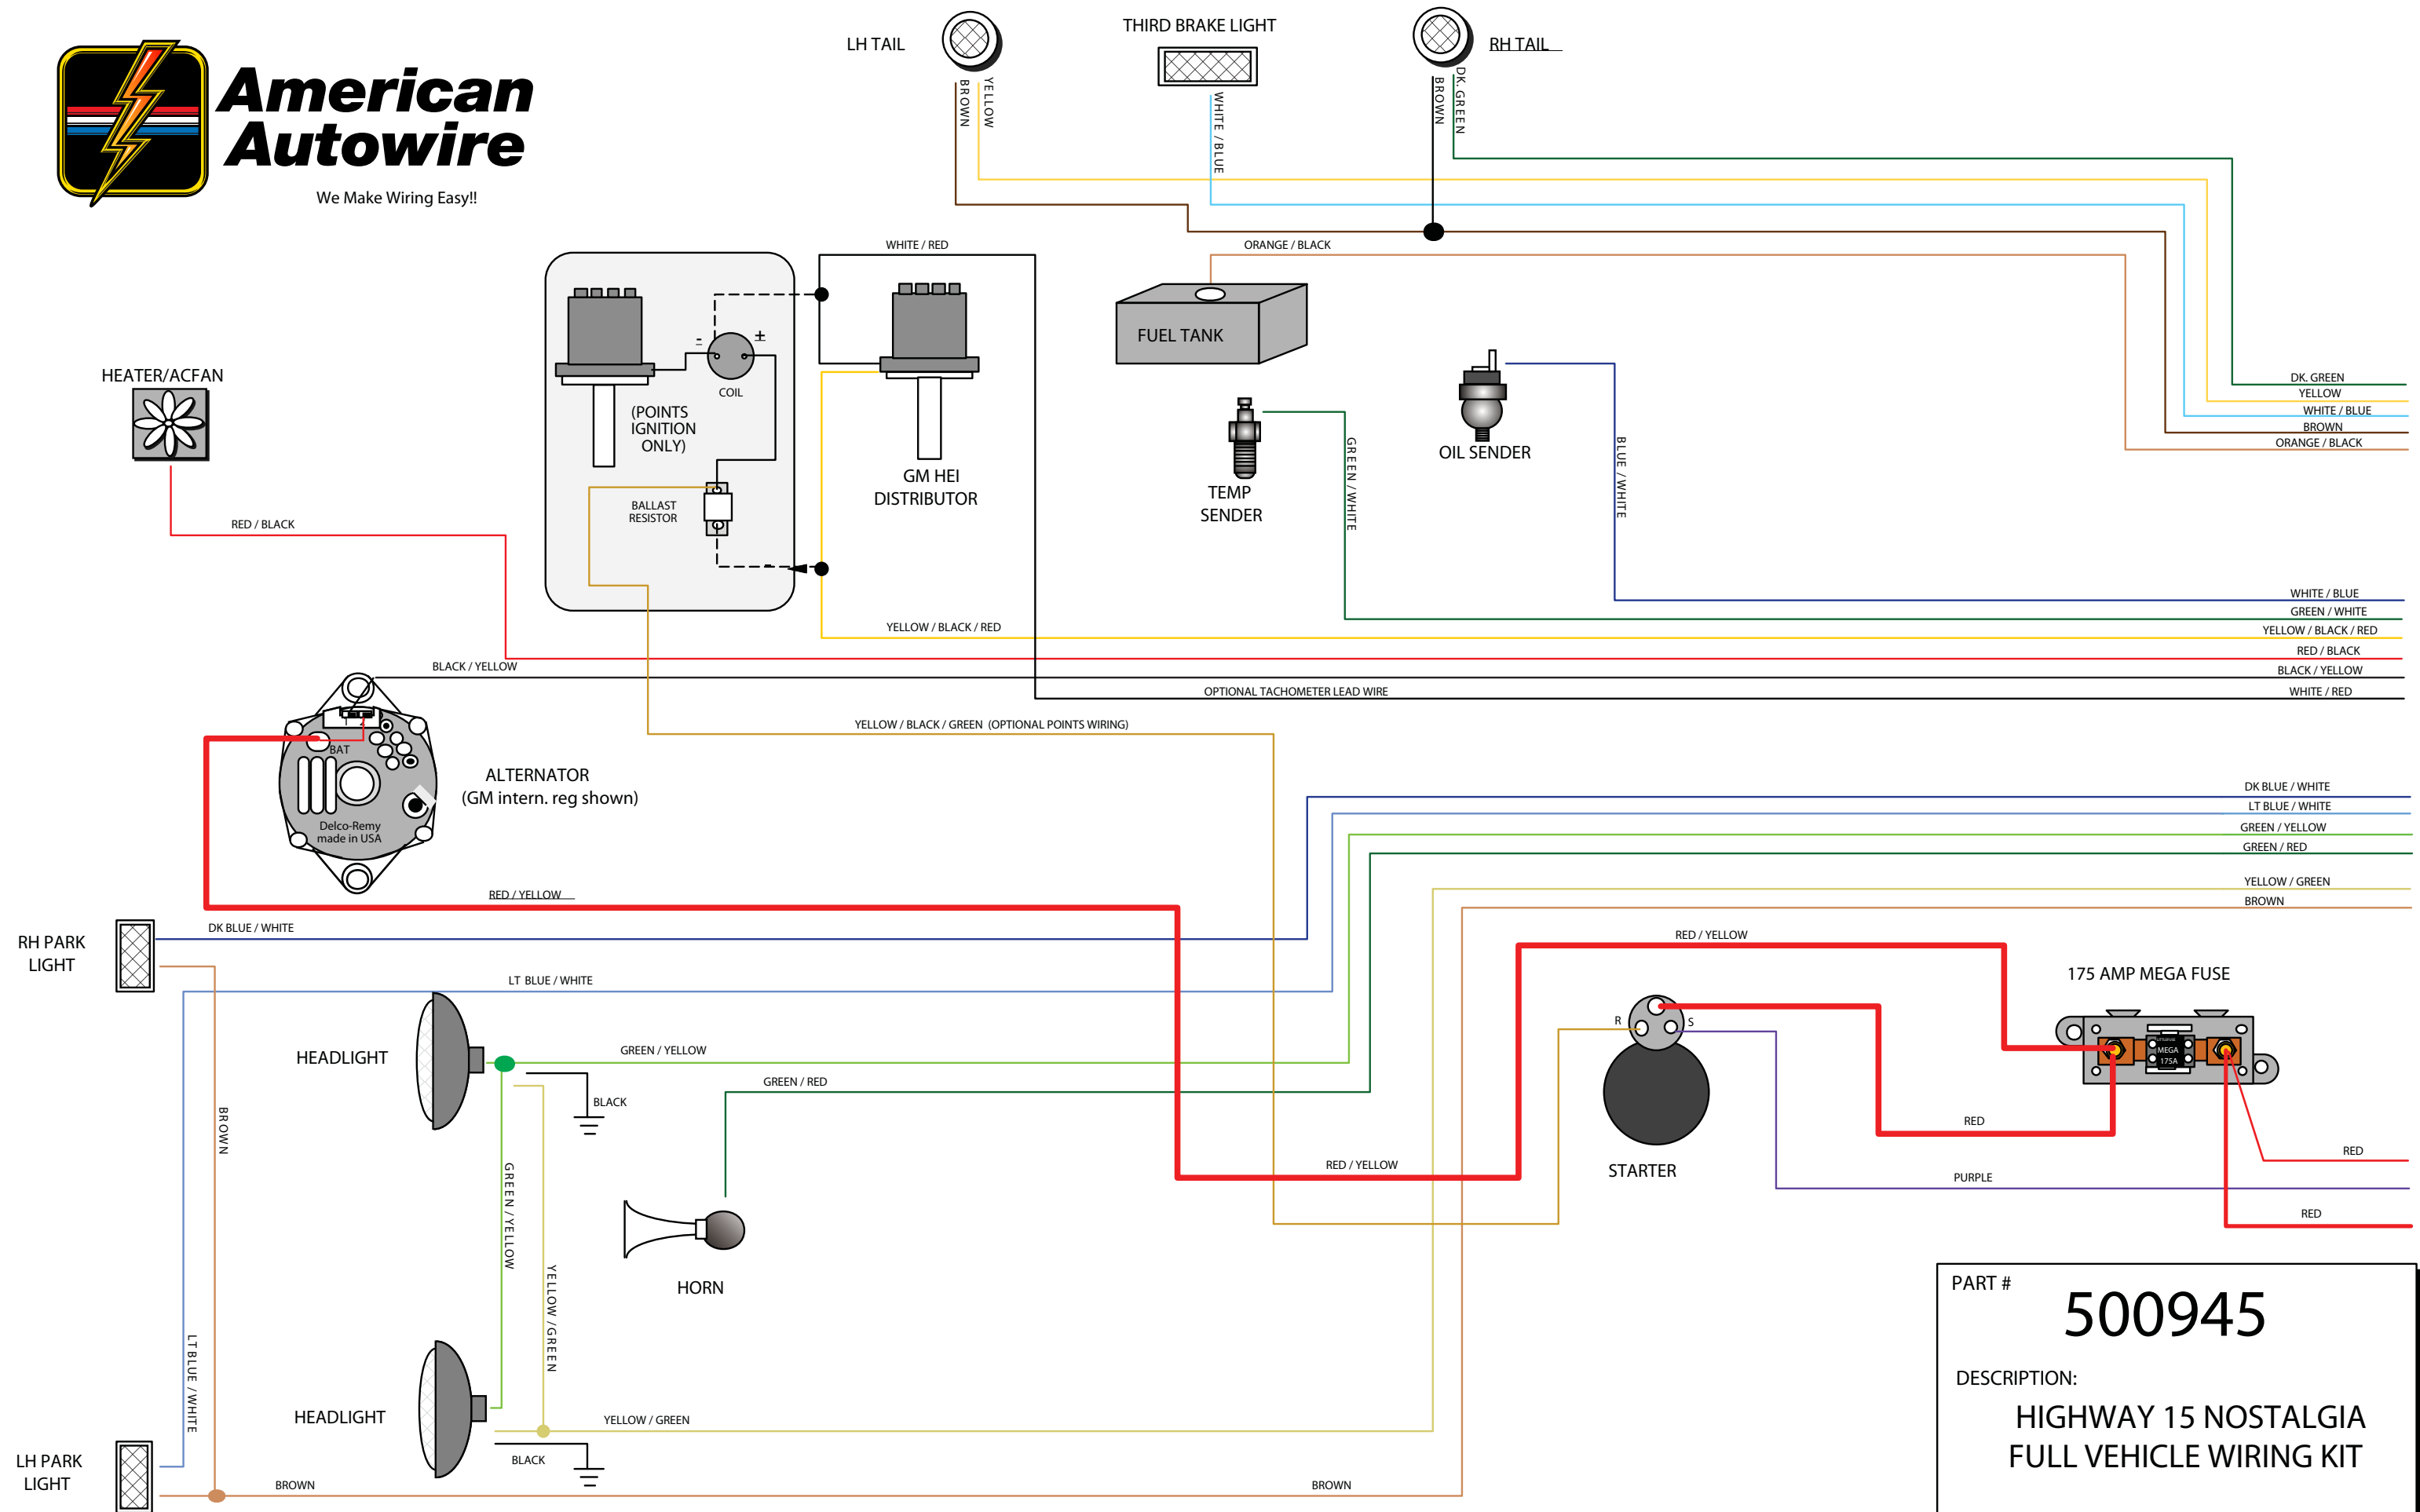 American
Autowire
We Make Wiring Easy!!
LH TAIL
THIRD BRAKE LIGHT
RH TAIL
BROWN
YELLOW
WHITE / BLUE
BROWN
DK. GREEN
WHITE / RED
ORANGE / BLACK
FUEL TANK
HEATER/ACFAN
-
+
COIL
(POINTS
IGNITION
ONLY)
BALLAST
RESISTOR
GM HEI
DISTRIBUTOR
TEMP
SENDER
GREEN / WHITE
OIL SENDER
BLUE / WHITE
DK. GREEN
YELLOW
WHITE / BLUE
BROWN
ORANGE / BLACK
RED / BLACK
WHITE / BLUE
GREEN / WHITE
YELLOW / BLACK / RED
YELLOW / BLACK / RED
RED / BLACK
BLACK / YELLOW
BLACK / YELLOW
OPTIONAL TACHOMETER LEAD WIRE
WHITE / RED
YELLOW / BLACK / GREEN (OPTIONAL POINTS WIRING)
1 2
BAT
Delco-Remy
made in USA
ALTERNATOR
(GM intern. reg shown)
DK BLUE / WHITE
LT BLUE / WHITE
GREEN / YELLOW
GREEN / RED
YELLOW / GREEN
BROWN
RED / YELLOW
RH PARK
LIGHT
DK BLUE / WHITE
LT BLUE / WHITE
RED / YELLOW
175 AMP MEGA FUSE
R
S
MEGA
175A
HEADLIGHT
GREEN / YELLOW
GREEN / RED
BLACK
BROWN
GREEN / YELLOW
RED / YELLOW
STARTER
RED
RED
PURPLE
RED
HORN
YELLOW / GREEN
LT BLUE / WHITE
HEADLIGHT
YELLOW / GREEN
BLACK
LH PARK
LIGHT
BROWN
BROWN
PART #
500945
DESCRIPTION:
HIGHWAY 15 NOSTALGIA
FULL VEHICLE WIRING KIT